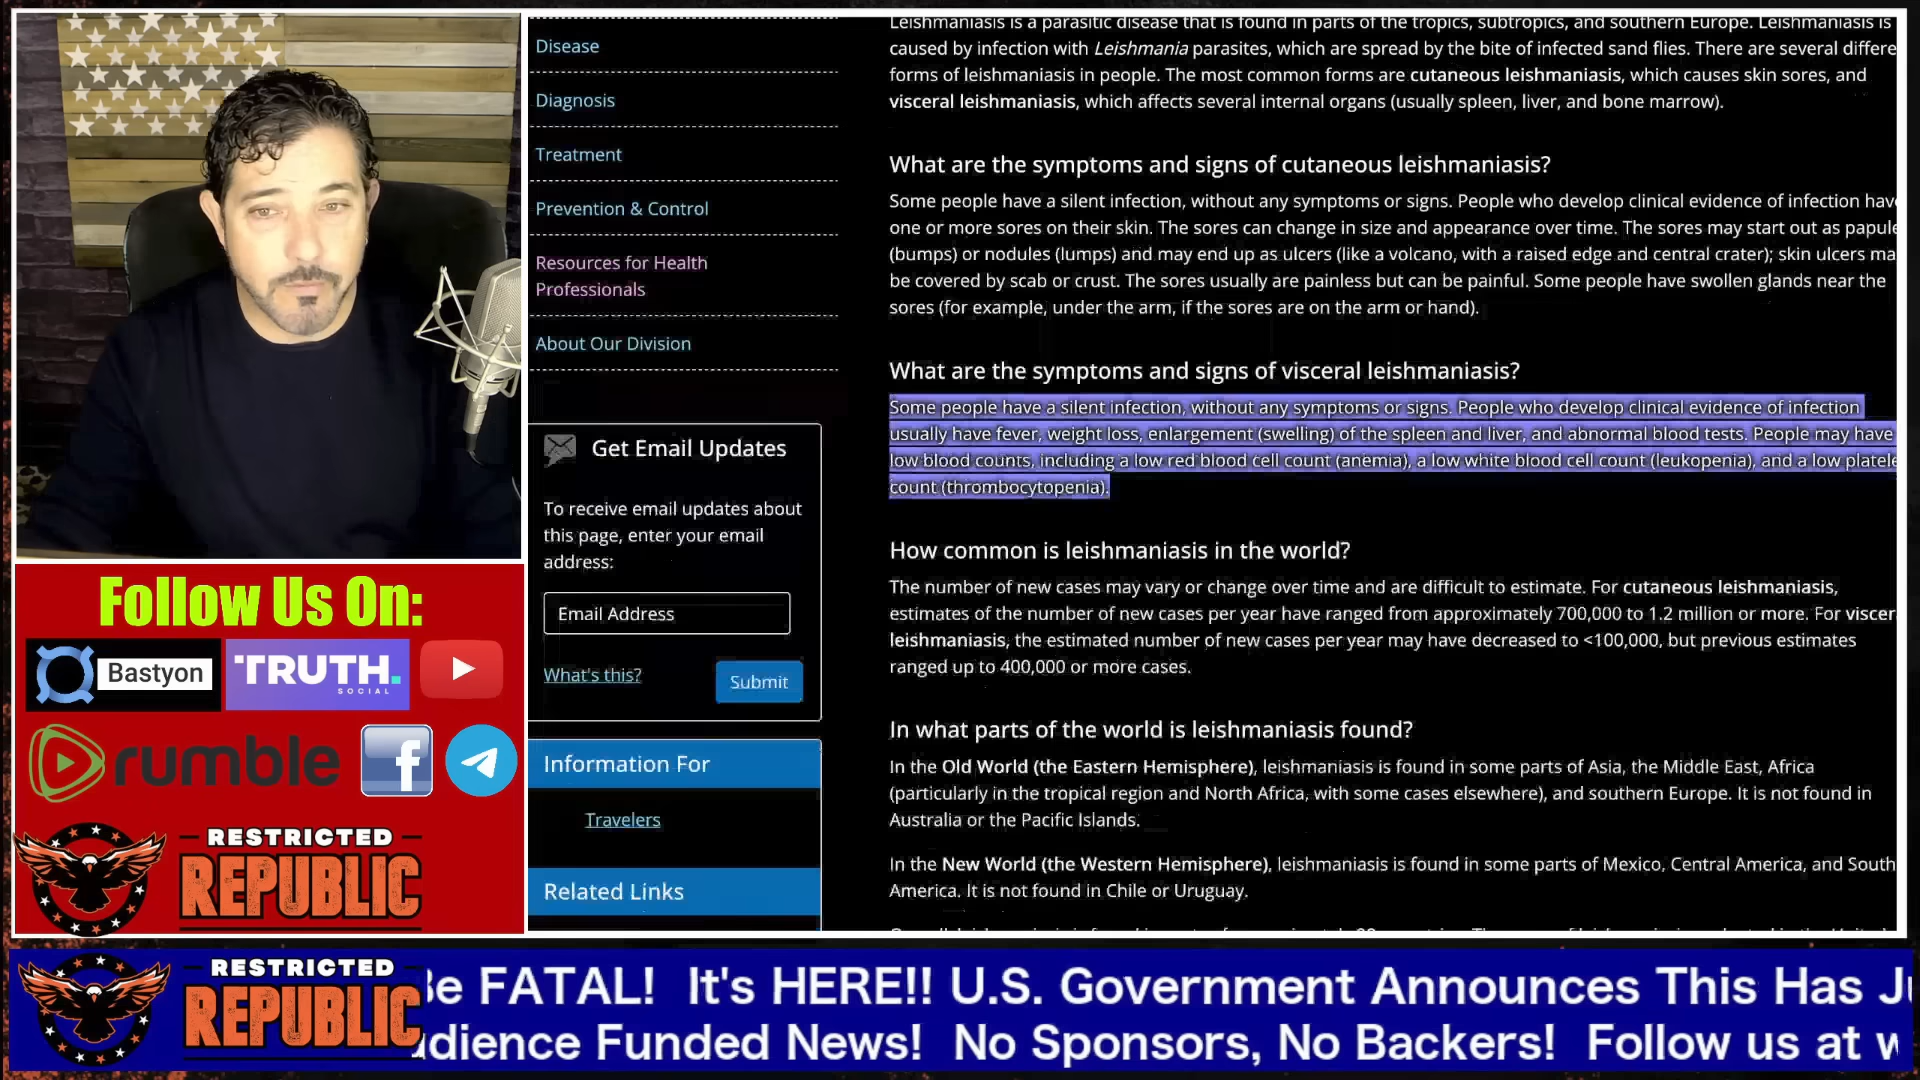 Disease
Diagnosis
Treatment
Prevention & Control
Resources for Health
Professionals
About Our Division
Get Email Updates
To receive email updates about
this page, enter your email
address:
Email Address
What's this?
Submit
Information For
Travelers
Related Links
Leishmaniasis is a parasitic disease that is found in parts of the tropics, subtropics, and southern Europe. Leishmaniasis is
caused by infection with Leishmania parasites, which are spread by the bite of infected sand flies. There are several differe
forms of leishmaniasis in people. The most common forms are cutaneous leishmaniasis, which causes skin sores, and
visceral leishmaniasis, which affects several internal organs (usually spleen, liver, and bone marrow).
What are the symptoms and signs of cutaneous leishmaniasis?
Some people have a silent infection, without any symptoms or signs. People who develop clinical evidence of infection have
one or more sores on their skin. The sores can change in size and appearance over time. The sores may start out as papule
(bumps) or nodules (lumps) and may end up as ulcers (like a volcano, with a raised edge and central crater); skin ulcers ma
be covered by scab or crust. The sores usually are painless but can be painful. Some people have swollen glands near the
sores (for example, under the arm, if the sores are on the arm or hand).
What are the symptoms and signs of visceral leishmaniasis?
Some people have a silent infection, without any symptoms or signs. People who develop clinical evidence of infection
usually have fever, weight loss, enlargement (swelling) of the spleen and liver, and abnormal blood tests. People may have
low blood counts, including a low red blood cell count (anemia), a low white blood cell count (leukopenia), and a low platele
count (thrombocytopenia).
How common is leishmaniasis in the world?
The number of new cases may vary or change over time and are difficult to estimate. For cutaneous leishmaniasis,
estimates of the number of new cases per year have ranged from approximately 700,000 to 1.2 million or more. For viscer
leishmaniasis, the estimated number of new cases per year may have decreased to <100,000, but previous estimates
ranged up to 400,000 or more cases.
In what parts of the world is leishmaniasis found?
In the Old World (the Eastern Hemisphere), leishmaniasis is found in some parts of Asia, the Middle East, Africa
(particularly in the tropical region and North Africa, with some cases elsewhere), and southern Europe. It is not found in
Australia or the Pacific Islands.
In the New World (the Western Hemisphere), leishmaniasis is found in some parts of Mexico, Central America, and South
America. It is not found in Chile or Uruguay.
Follow Us On:
Bastyon
TRUTH.
SOCIAL
rumble
f
RESTRICTED
REPUBLIC
RESTRICTED
REPUBLIC
Be FATAL! It's HERE!! U.S. Government Announces This Has Ju
udience Funded News! No Sponsors, No Backers! Follow us at w